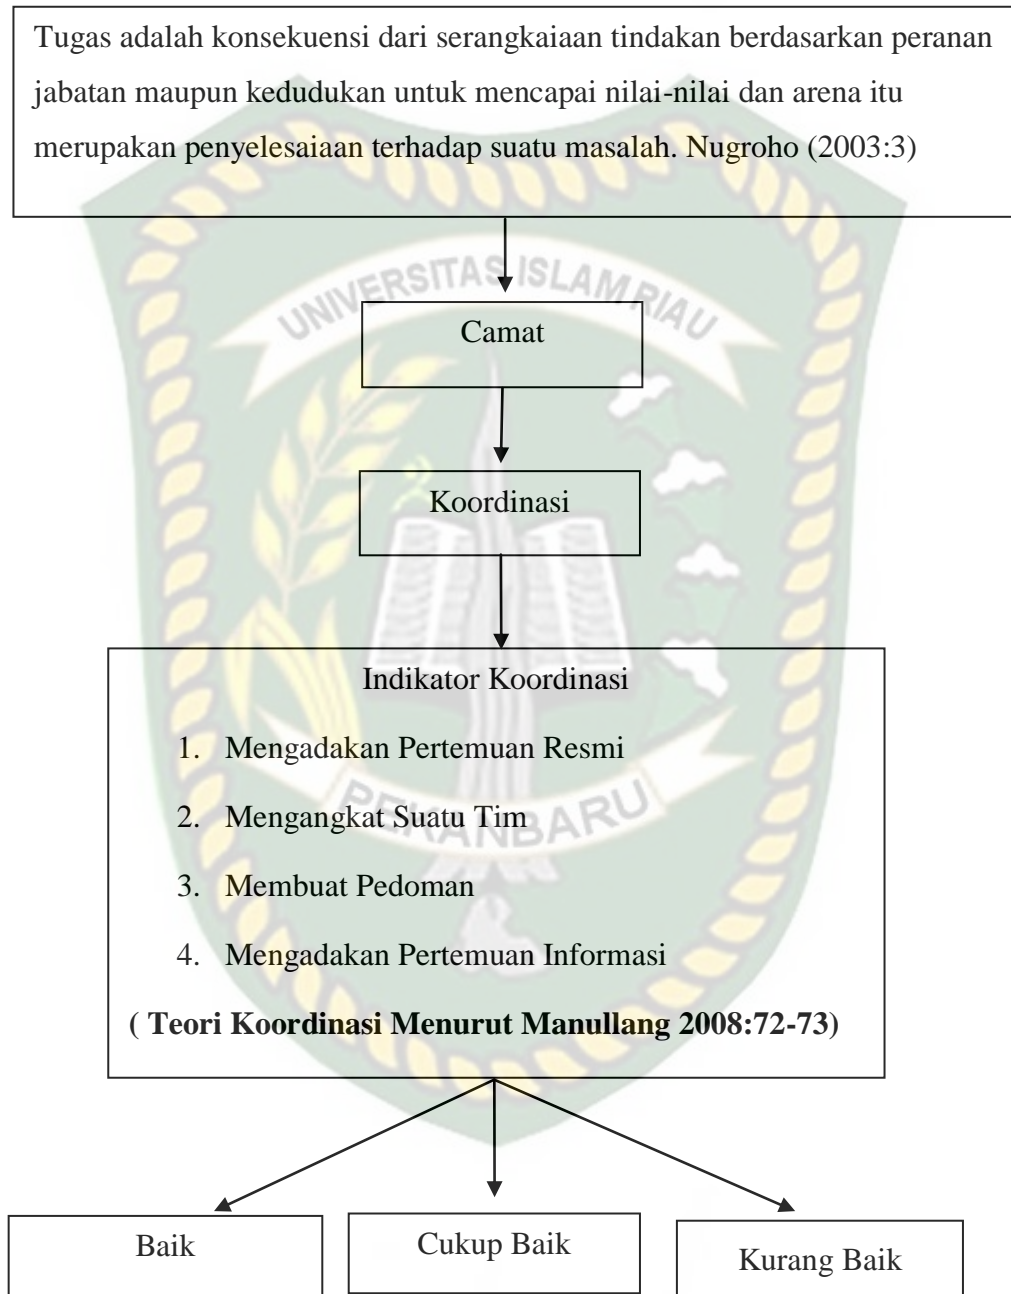 Tugas adalah konsekuensi dari serangkaiaan tindakan berdasarkan peranan
jabatan maupun kedudukan untuk mencapai nilai-nilai dan arena itu
merupakan penyelesaiaan terhadap suatu masalah. Nugroho (2003:3)
UNIVERSITAS ISLAM RIAU
Camat
Koordinasi
Indikator Koordinasi
1. Mengadakan Pertemuan Resmi
2. Mengangkat Suatu Tim
PEKANBARU
3. Membuat Pedoman
4. Mengadakan Pertemuan Informasi
( Teori Koordinasi Menurut Manullang 2008:72-73)
Baik
Cukup Baik
Kurang Baik